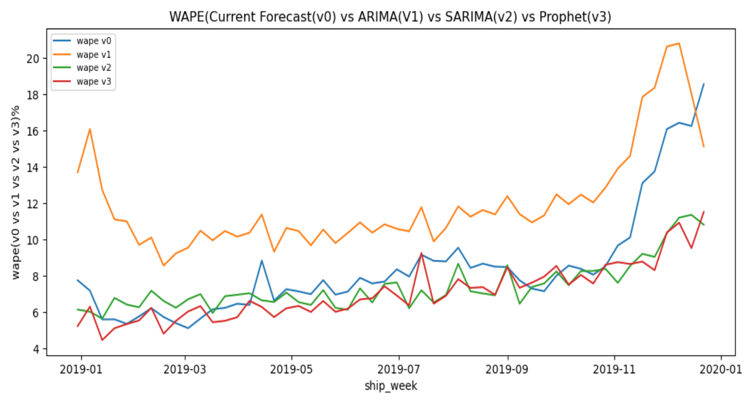 WAPE(Current Forecast(v0) vs ARIMA(V1) vs SARIMA(v2) vs Prophet(v3)
wape v0
wape v1
wape v2
wape v3
wape(v0 vs v1 vs v2 vs v3)%
20
18
16
14
12
10
8
6
4
2019-01 2019-03 2019-05 2019-07 2019-09 2019-11 2020-01
ship_week